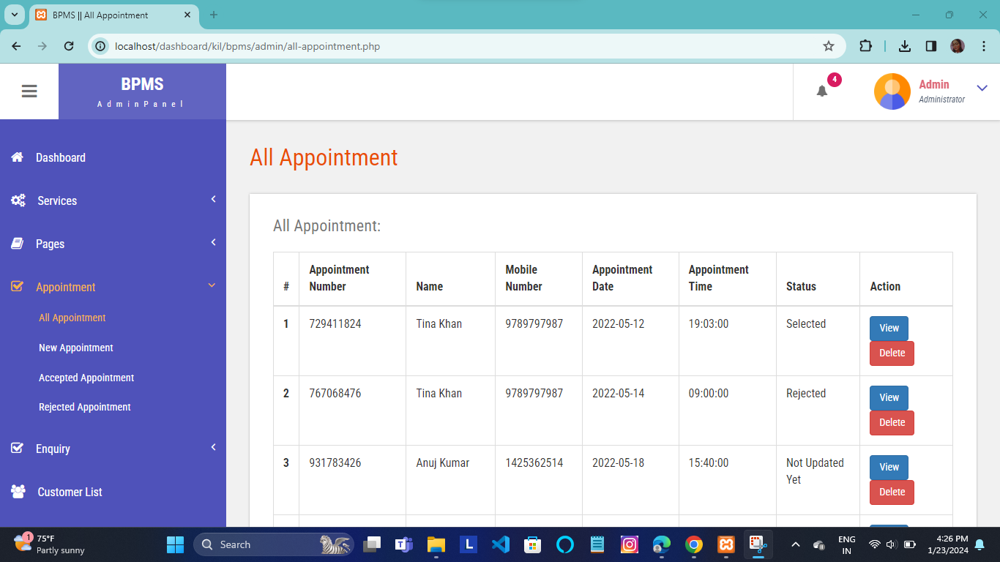 BPMS || All Appointment
localhost/dashboard/kil/bpms/admin/all-appointment.php
BPMS
AdminPanel
4
Admin
Administrator
Dashboard
Services
Pages
Appointment
All Appointment
New Appointment
Accepted Appointment
Rejected Appointment
Enquiry
Customer List
All Appointment
All Appointment:
# Appointment Number Name Mobile Number Appointment Date Appointment Time Status Action
1 729411824 Tina Khan 9789797987 2022-05-12 19:03:00 Selected View
Delete
2 767068476 Tina Khan 9789797987 2022-05-14 09:00:00 Rejected View
Delete
3 931783426 Anuj Kumar 1425362514 2022-05-18 15:40:00 Not Updated Yet View
Delete
1
75°F
Partly sunny
Search
L
ENG
IN
4:26 PM
1/23/2024